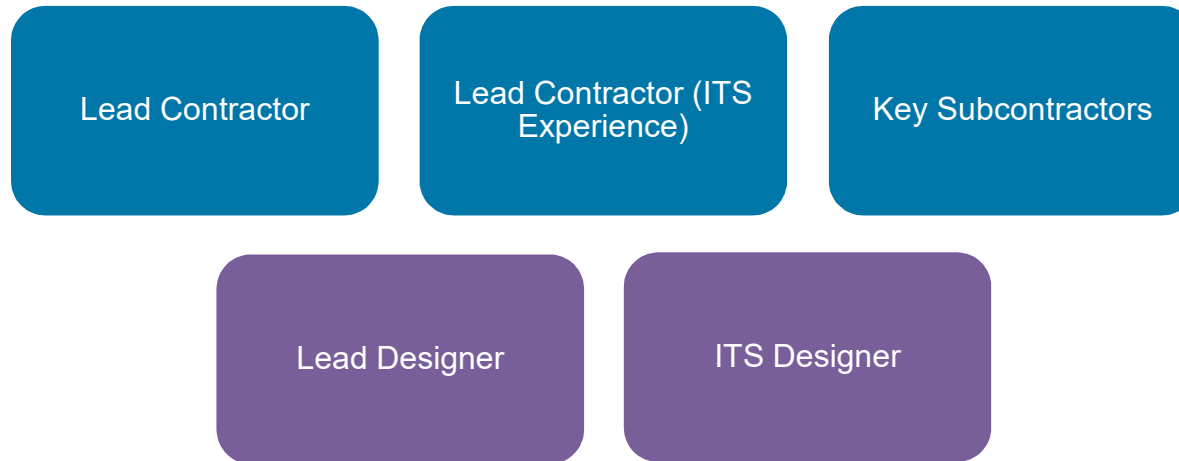 Lead Contractor
Lead Contractor (ITS
Experience)
Key Subcontractors
Lead Designer
ITS Designer